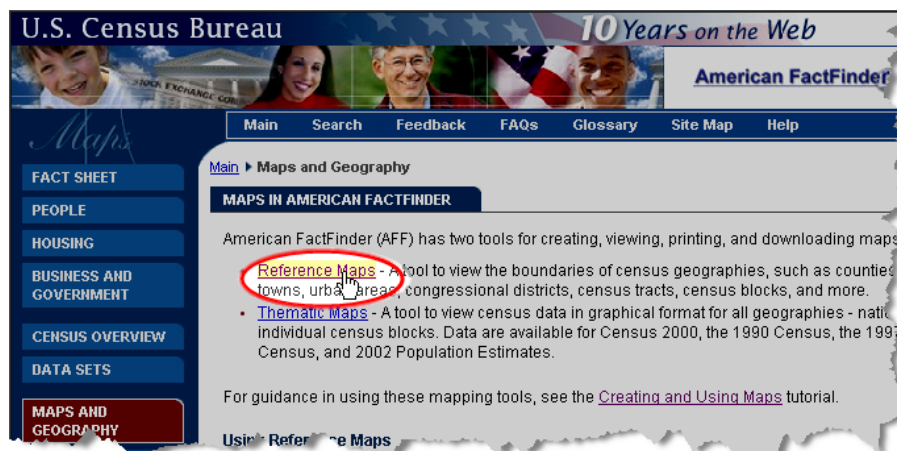 U.S. Census Bureau
10 Years on the Web
STOCK EXCHANGE
American FactFinder
Maps
Main Search Feedback FAQs Glossary Site Map Help
Main Maps and Geography
FACT SHEET
PEOPLE
HOUSING
BUSINESS AND
GOVERNMENT
CENSUS OVERVIEW
DATA SETS
MAPS AND
GEOGRAPHY
MAPS IN AMERICAN FACTFINDER
American FactFinder (AFF) has two tools for creating, viewing, printing, and downloading maps
Reference Maps - A tool to view the boundaries of census geographies, such as counties
towns, urban areas, congressional districts, census tracts, census blocks, and more.
Thematic Maps - A tool to view census data in graphical format for all geographies -
individual census blocks. Data are available for Census 2000, the 1990 Census, the
Census, and 2002 Population Estimates.
For guidance in using these mapping tools, see the Creating and Using Maps tutorial.
Using Reference Maps